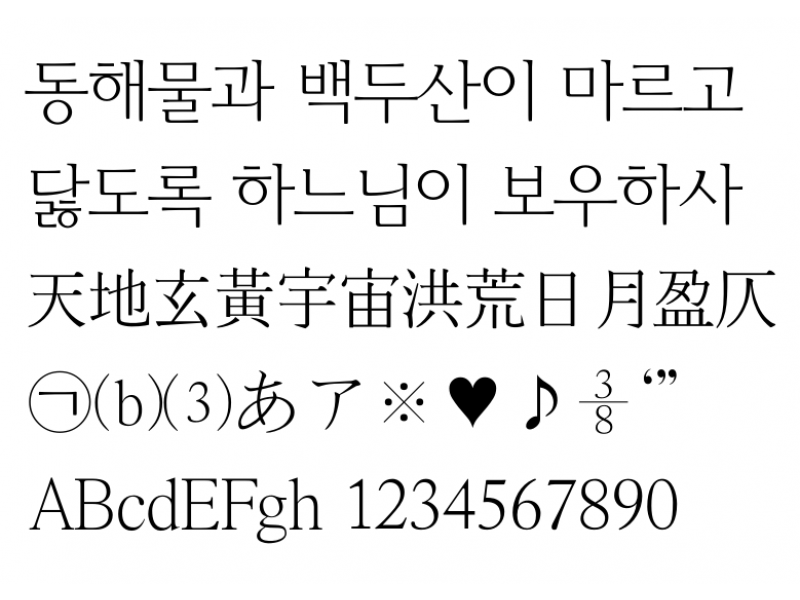 동해물과 백두산이 마르고
닳도록 하느님이 보우하사
天地玄黃宇宙洪荒日月盈仄
㉠⒝⑶あア※♥♪⅜‘”
ABcdEFgh 1234567890